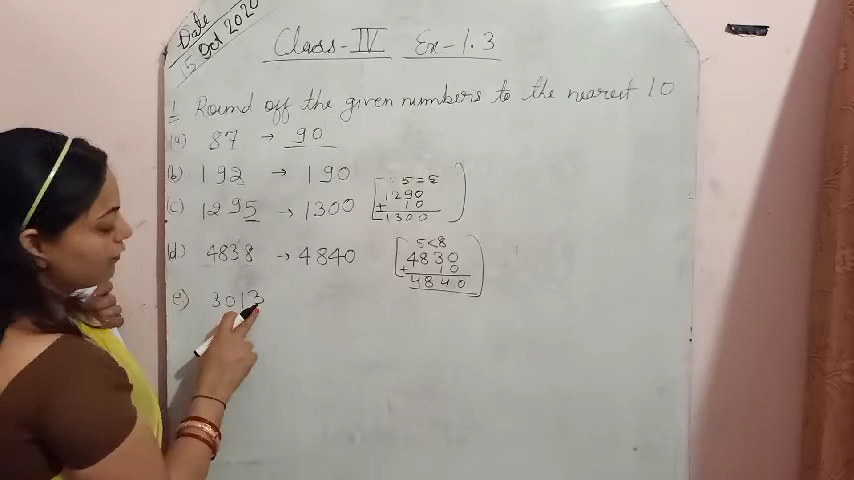 Date
15 Oct 2020
Class-IV Ex-1.3
1 Round off the given numbers to the nearest 10
(a) 87 → 90
(b) 192 → 190
(c) 1295 → 1300
5=5
1290
+ 10
1300
(d) 4838 → 4840
5<8
4830
+ 10
4840
e) 3013